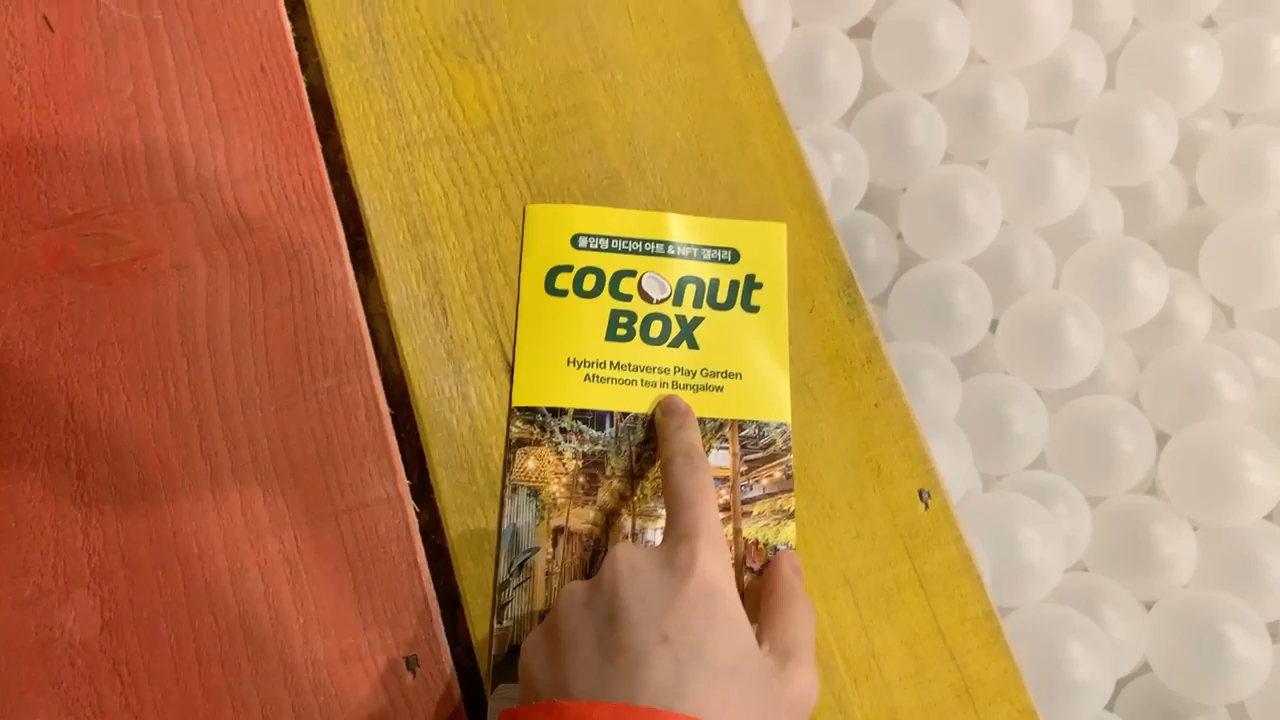 몰입형 미디어 아트 & NFT 갤러리
coconut
BOX
Hybrid Metaverse Play Garden
Afternoon tea in Bungalow